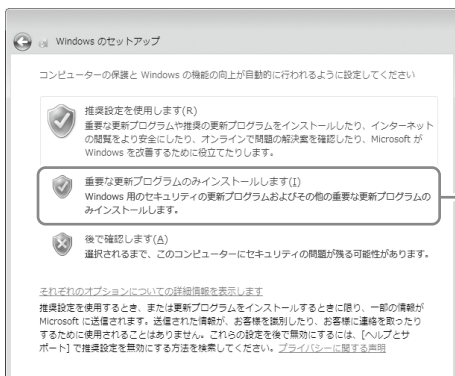 Windows のセットアップ
コンピューターの保護と Windows の機能の向上が自動的に行われるように設定してください
推奨設定を使用します(R)
重要な更新プログラムや推奨の更新プログラムをインストールしたり、インターネット
の閲覧をより安全にしたり、オンラインで問題の解決案を確認したり、Microsoft が
Windows を改善するために役立てたりします。
重要な更新プログラムのみインストールします(I)
Windows 用のセキュリティの更新プログラムおよびその他の重要な更新プログラムの
みインストールします。
後で確認します(A)
選択されるまで、このコンピューターにセキュリティの問題が残る可能性があります。
それぞれのオプションについての詳細情報を表示します
推奨設定を使用するとき、または更新プログラムをインストールするときに限り、一部の情報が
Microsoft に送信されます。送信された情報が、お客様を識別したり、お客様に連絡を取ったり
するために使用されることはありません。これらの設定を後で無効にするには、[ヘルプとサ
ポート] で推奨設定を無効にする方法を検索してください。プライバシーに関する声明